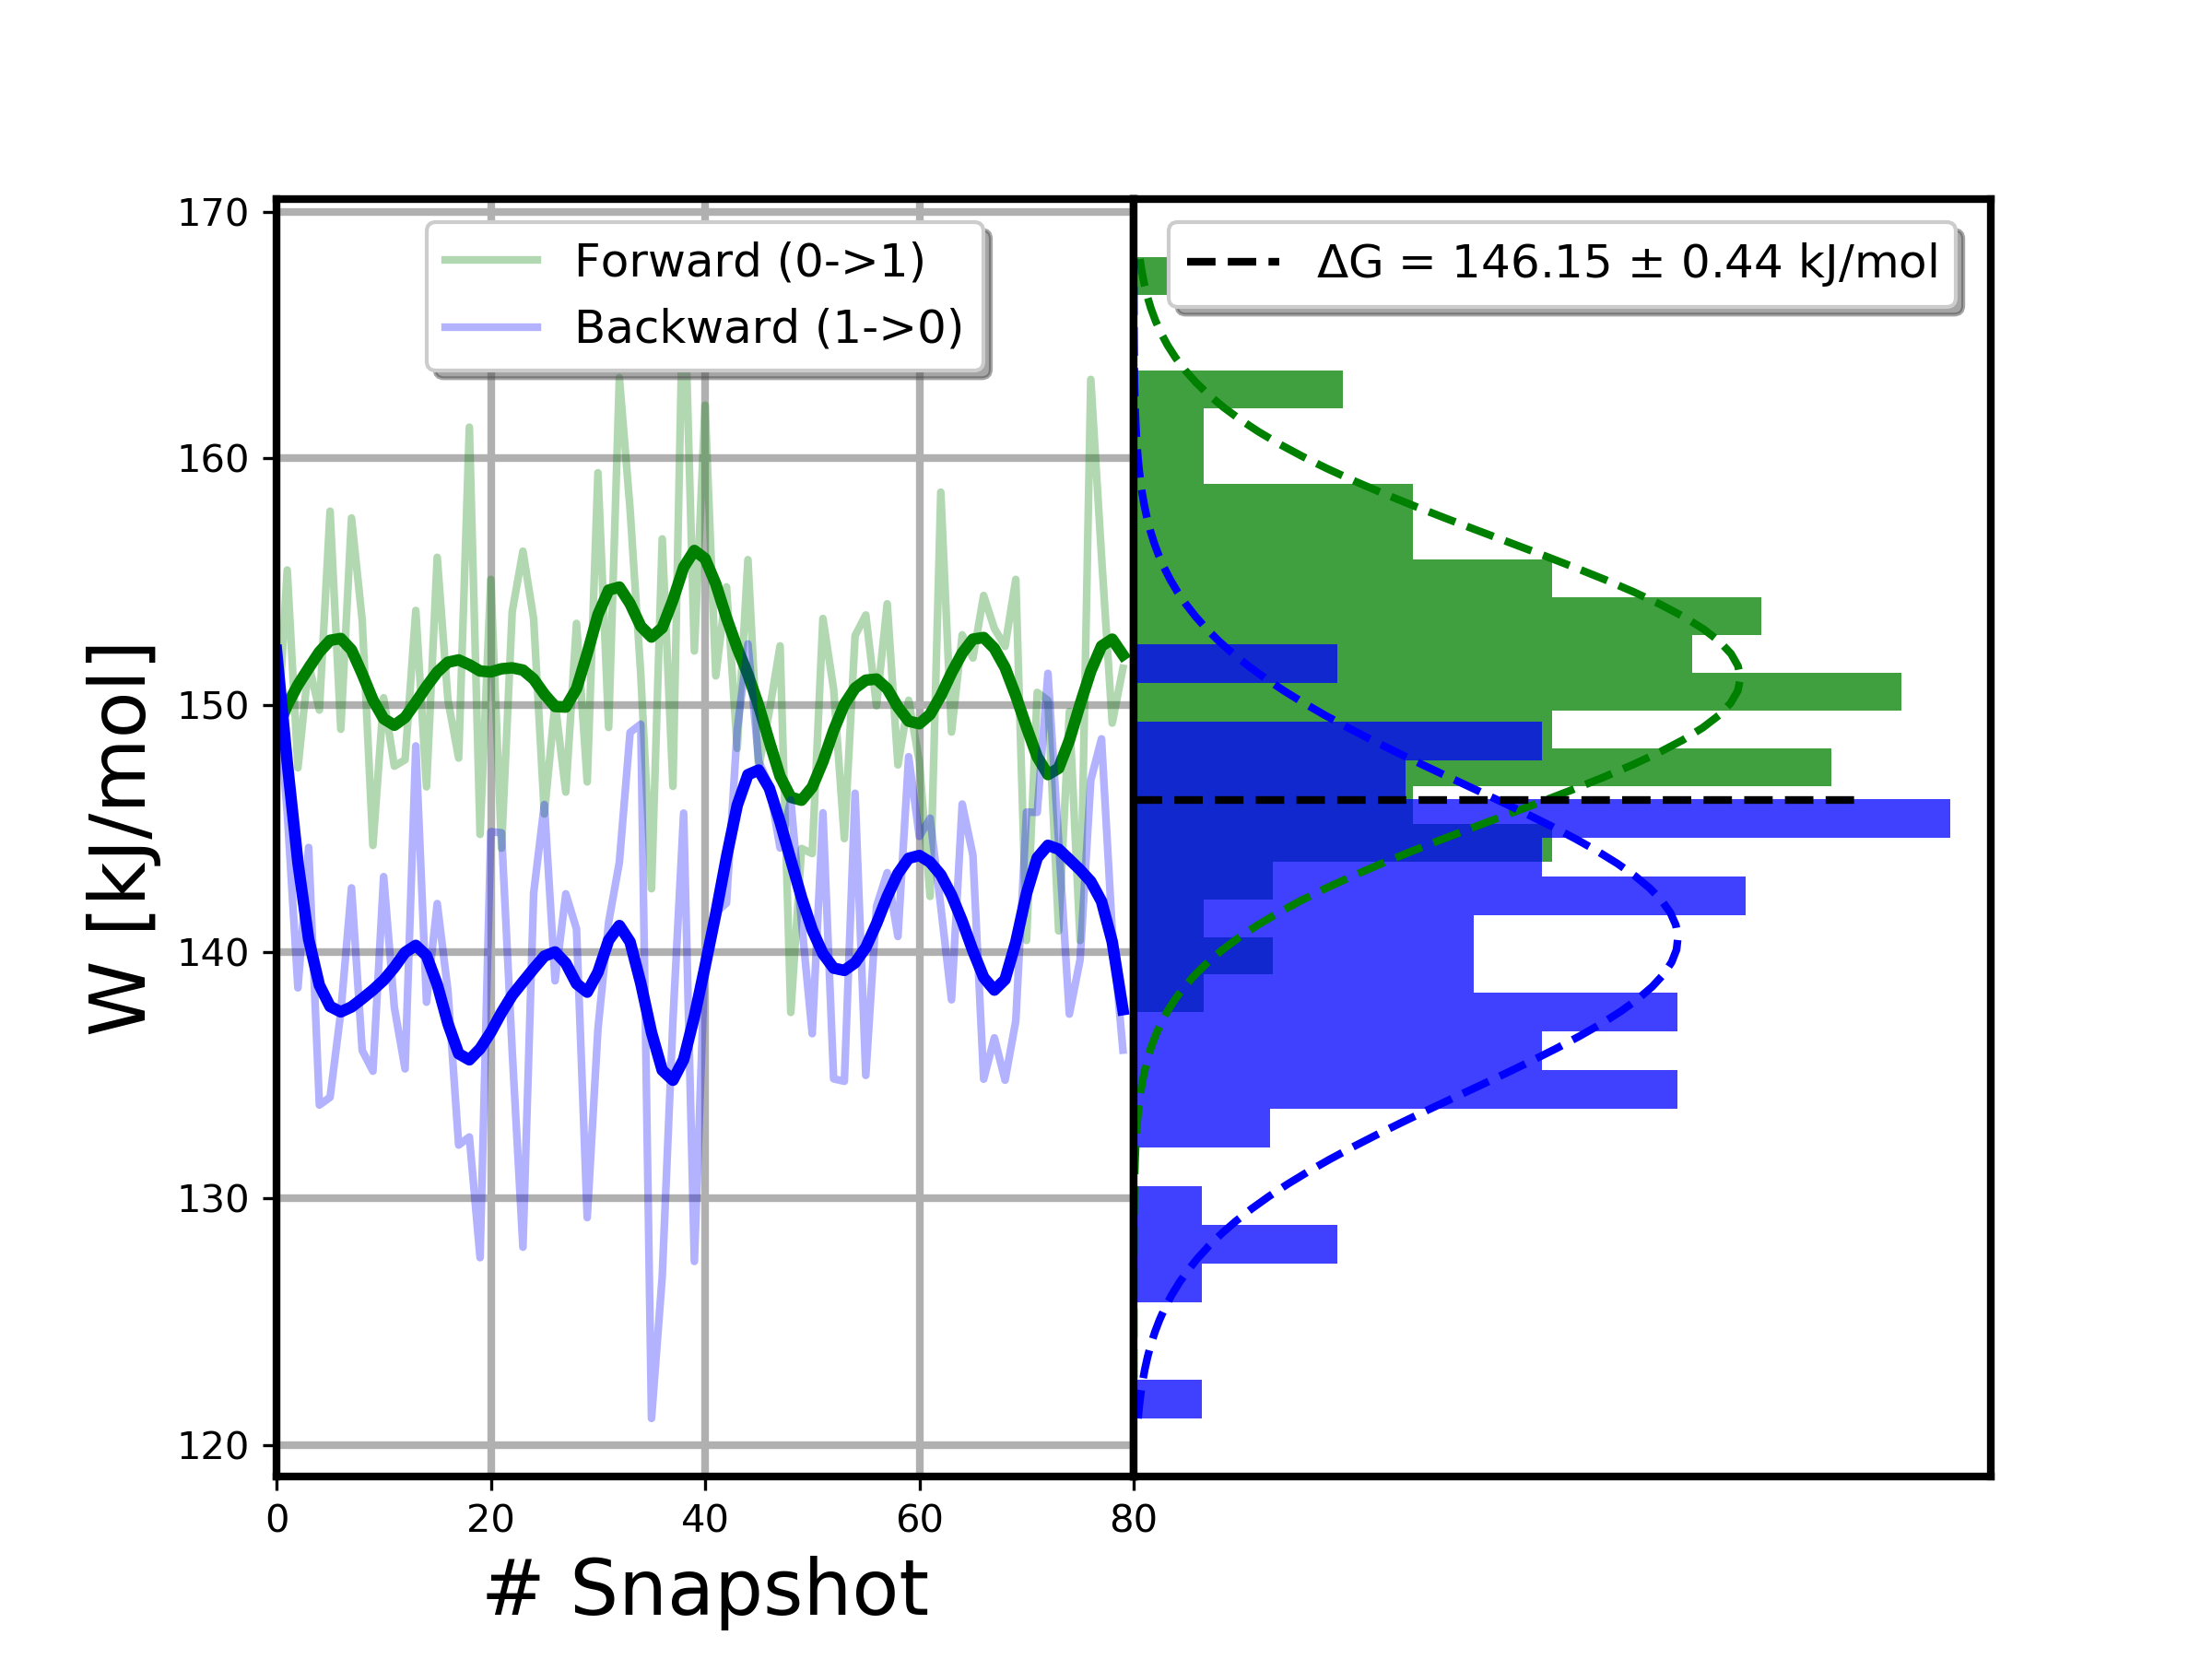 170
160
150
140
130
120
W [kJ/mol]
Forward (0->1)
Backward (1->0)
ΔG = 146.15 ± 0.44 kJ/mol
0 20 40 60 80
# Snapshot